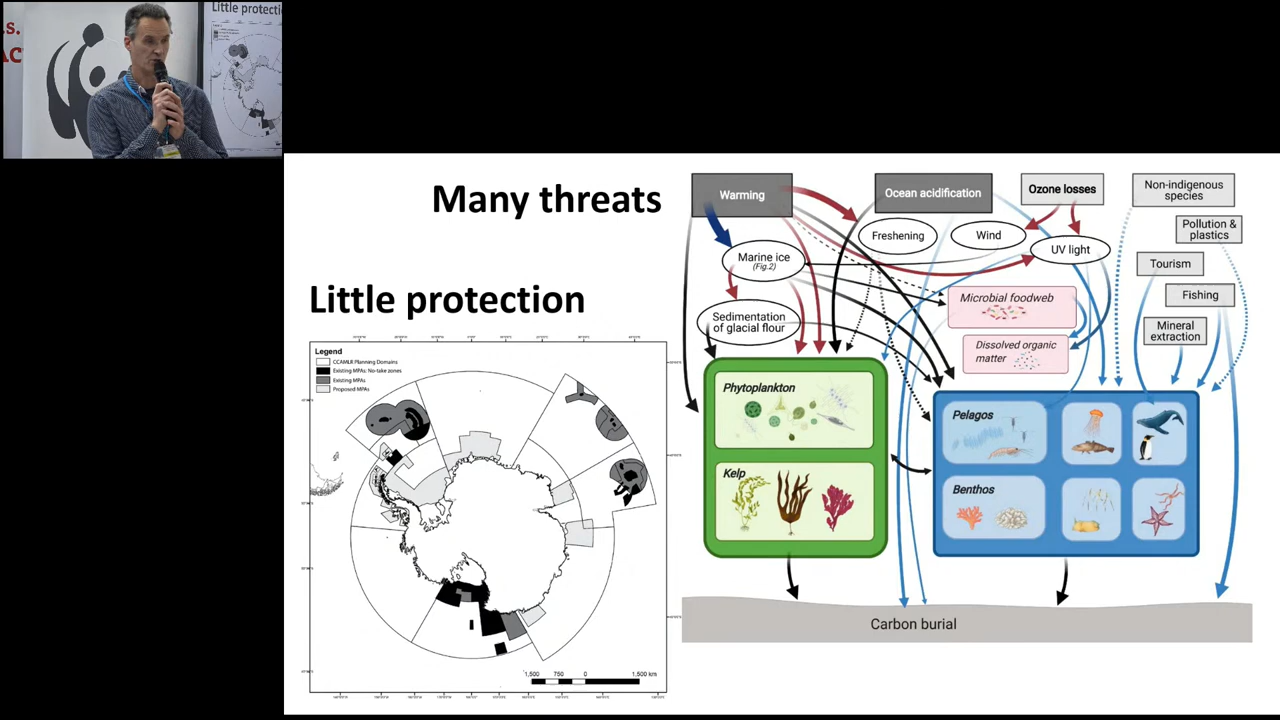 Little protecti
Many threats
Little protection
Legend
CCAMLR Planning Domains
Existing MPAs: No-take zones
Existing MPAs
Proposed MPAs
1,500 750 0 1,500 km
Warming
Ocean acidification
Ozone losses
Non-indigenous
species
Pollution &
plastics
Freshening
Wind
UV light
Tourism
Marine ice
(Fig.2)
Fishing
Microbial foodweb
Sedimentation
of glacial flour
Mineral
extraction
Dissolved organic
matter
Phytoplankton
Kelp
Pelagos
Benthos
Carbon burial